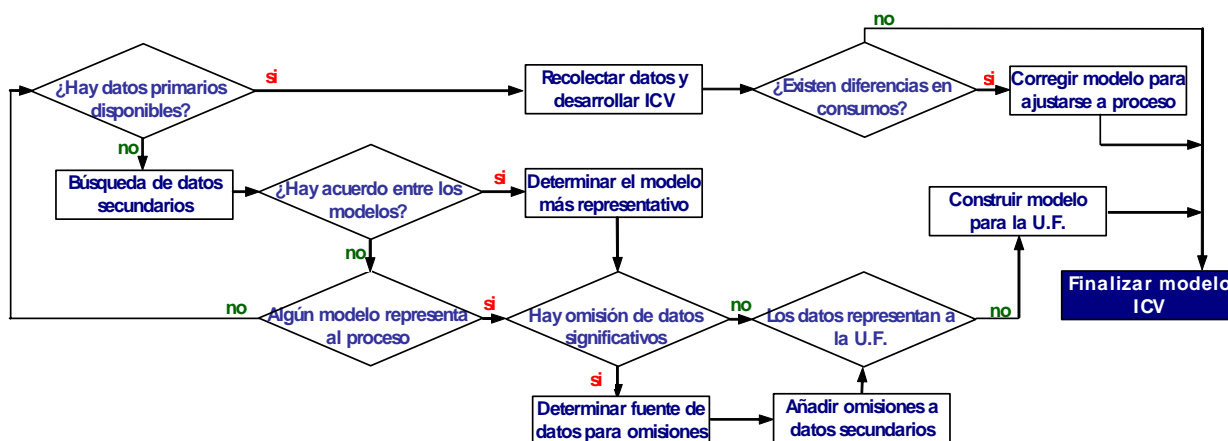 no
¿Hay datos primarios
disponibles?
si
Recolectar datos y
desarrollar ICV
¿Existen diferencias en
consumos?
si
Corregir modelo para
ajustarse a proceso
no
Búsqueda de datos
secundarios
¿Hay acuerdo entre los
modelos?
si
Determinar el modelo
más representativo
Construir modelo
para la U.F.
no
no
Algún modelo representa
al proceso
si
Hay omisión de datos
significativos
no
Los datos representan a
la U.F.
no
Finalizar modelo
ICV
si
Determinar fuente de
datos para omisiones
Añadir omisiones a
datos secundarios